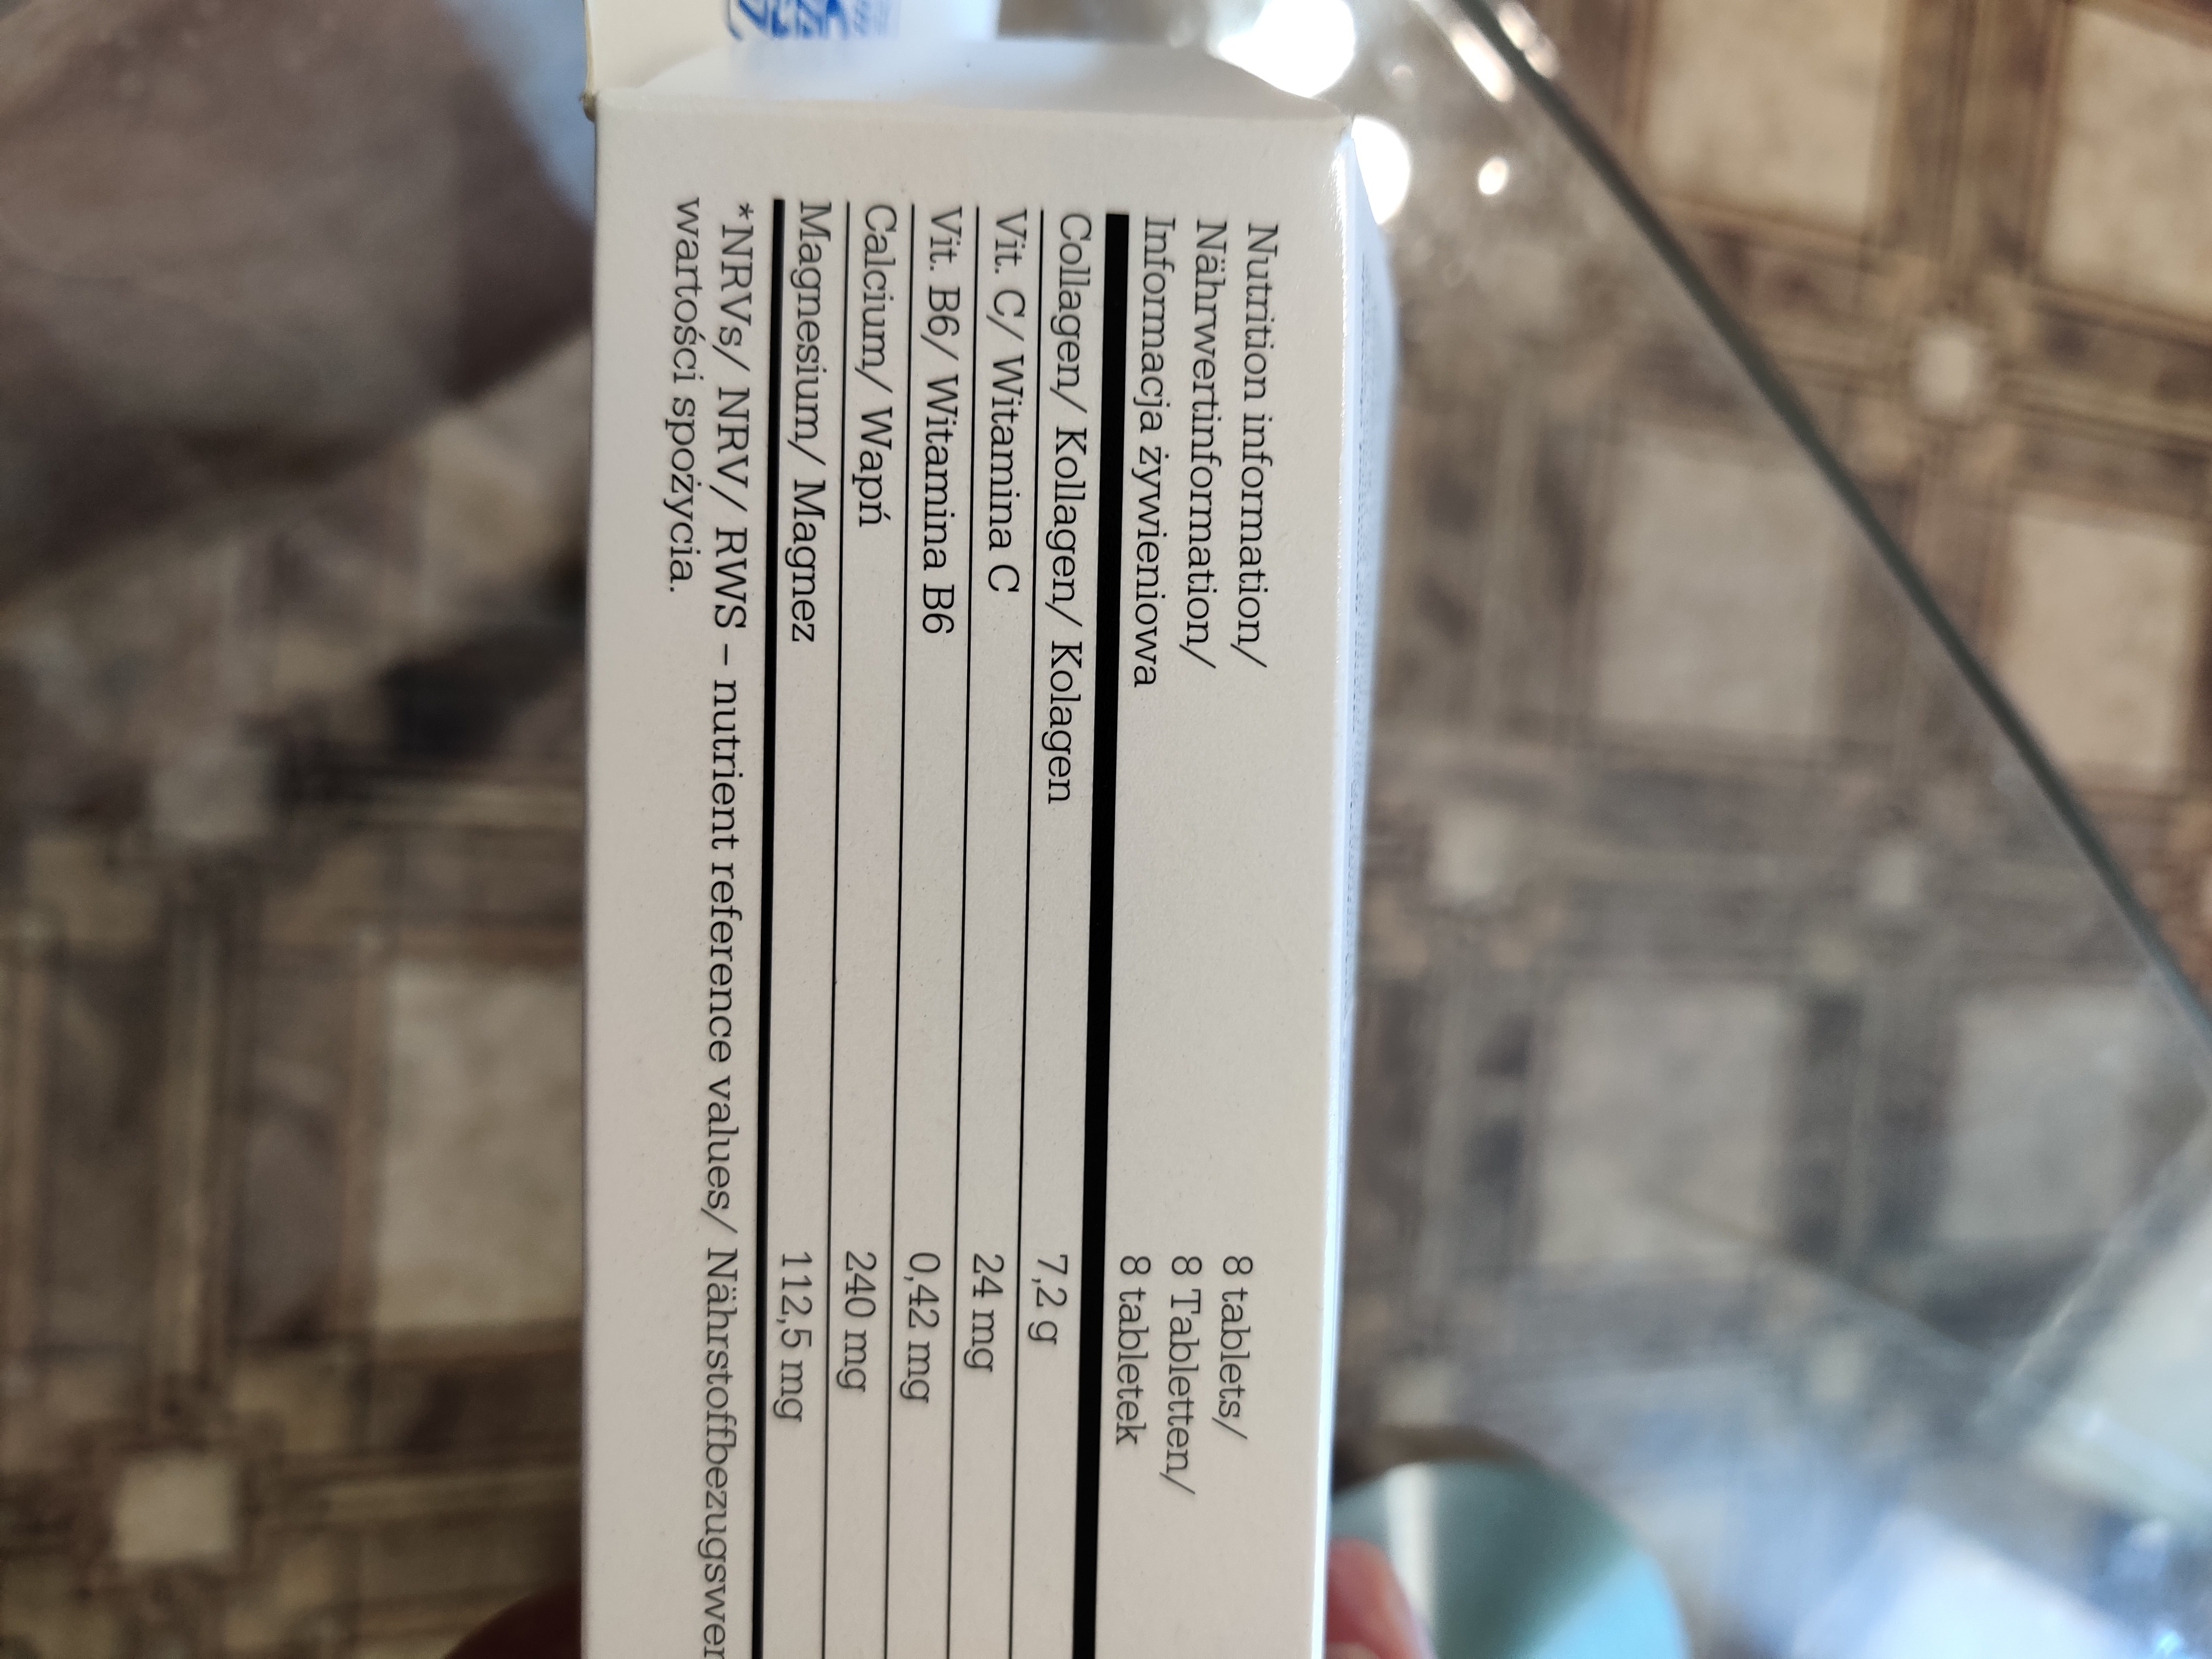 Nutrition information/ 8 tablets/
Nährwertinformation/ 8 Tabletten/
Informacja żywieniowa 8 tabletek
Collagen/ Kollagen/ Kolagen 7,2 g
Vit. C/ Witamina C 24 mg
Vit. B6/ Witamina B6 0,42 mg
Calcium/ Wapń 240 mg
Magnesium/ Magnez 112,5 mg
*NRVs/ NRV/ RWS – nutrient reference values/ Nährstoffbezugswer
wartości spożycia.